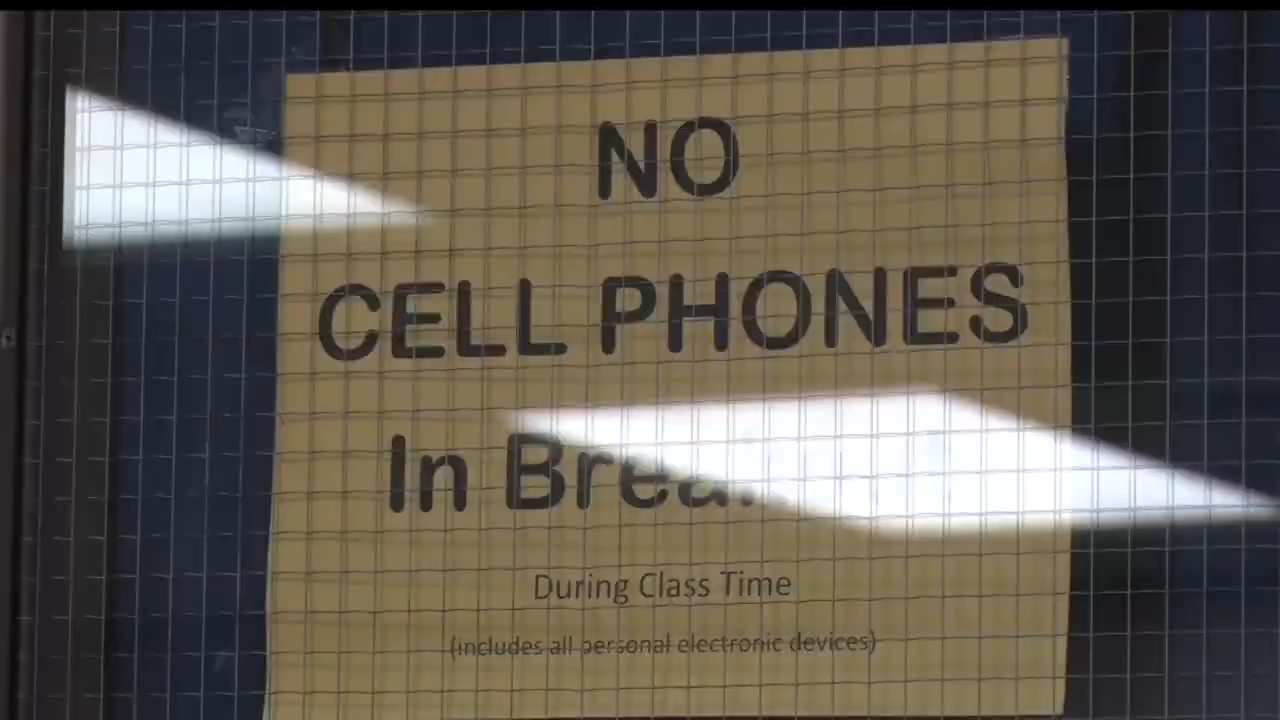 NO
CELL PHONES
In
During Class Time
(includes all personal electronic devices)